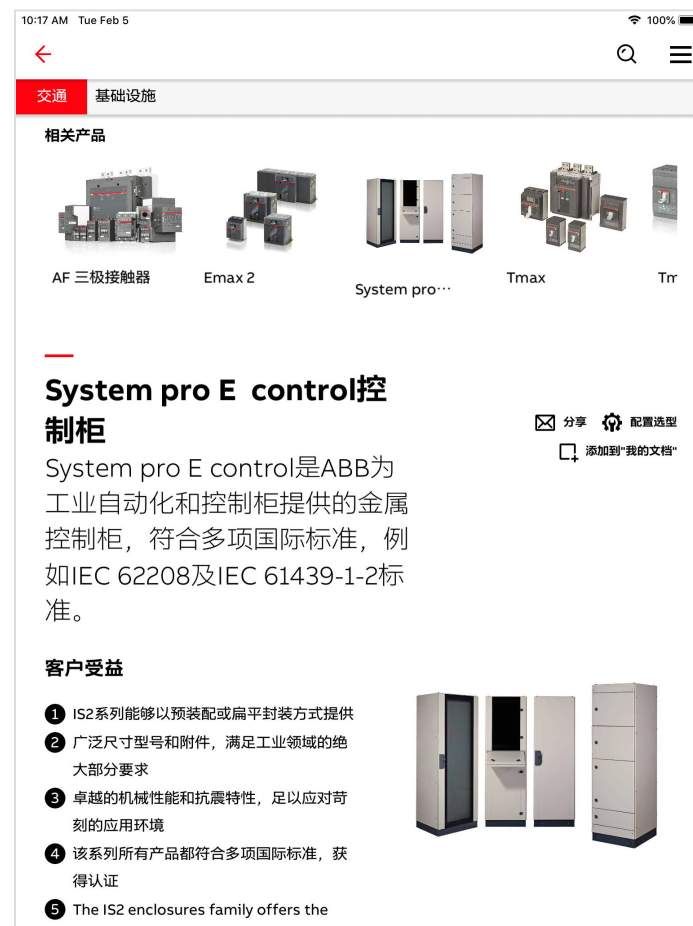 10:17 AM Tue Feb 5
100%
交通 基础设施
相关产品
AF 三极接触器
Emax 2
System pro…
Tmax
Tm
System pro E control控
制柜
分享 配置选型
添加到"我的文档"
System pro E control是ABB为
工业自动化和控制柜提供的金属
控制柜，符合多项国际标准，例
如IEC 62208及IEC 61439-1-2标
准。
客户受益
1 IS2系列能够以预装配或扁平封装方式提供
2 广泛尺寸型号和附件，满足工业领域的绝
大部分要求
3 卓越的机械性能和抗震特性，足以应对苛
刻的应用环境
4 该系列所有产品都符合多项国际标准，获
得认证
5 The IS2 enclosures family offers the